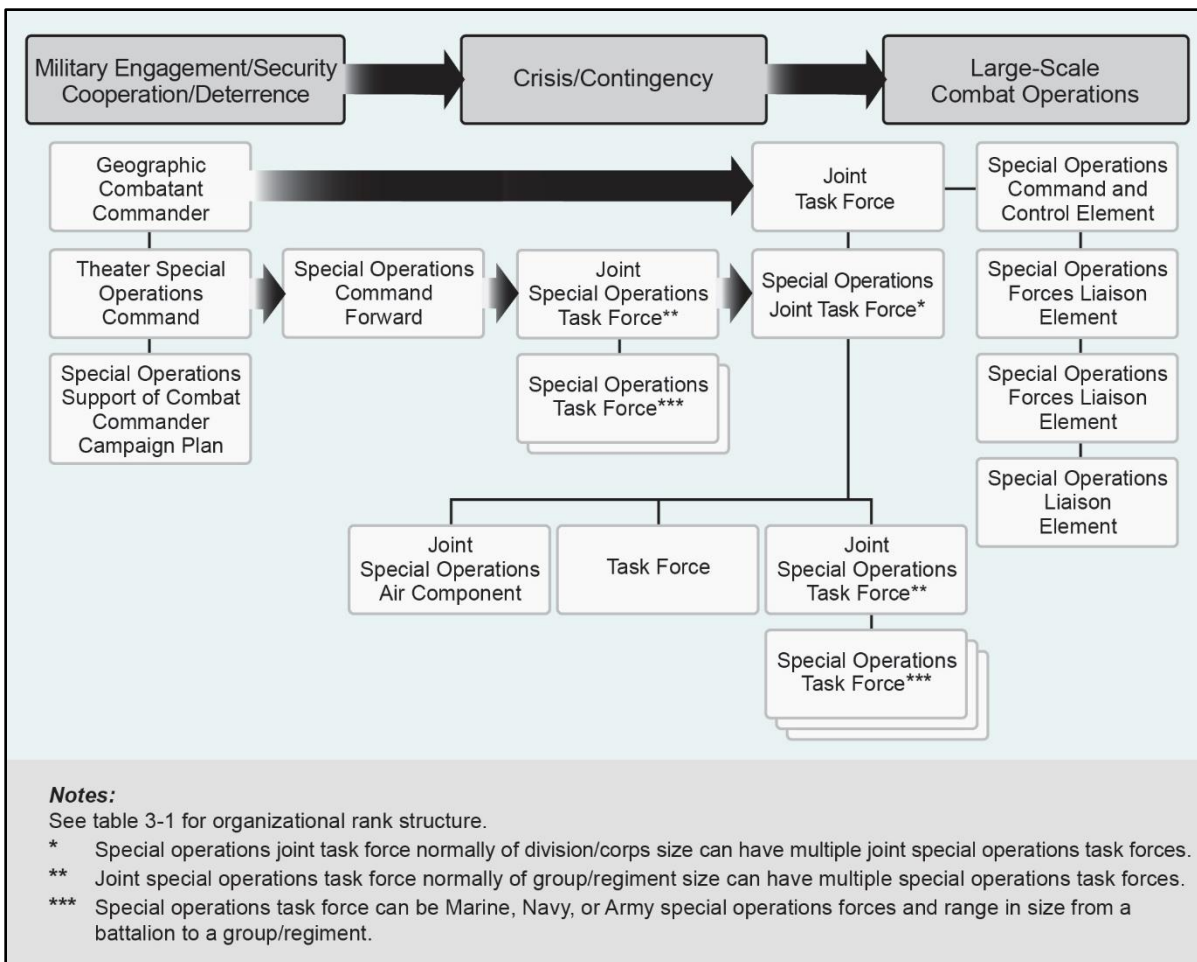 Military Engagement/Security
Cooperation/Deterrence
Crisis/Contingency
Large-Scale
Combat Operations
Geographic
Combatant
Commander
Joint
Task Force
Special Operations
Command and
Control Element
Theater Special
Operations
Command
Special Operations
Command
Forward
Joint
Special Operations
Task Force**
Special Operations
Joint Task Force*
Special Operations
Forces Liaison
Element
Special Operations
Support of Combat
Commander
Campaign Plan
Special Operations
Task Force***
Special Operations
Forces Liaison
Element
Special Operations
Liaison
Element
Joint
Special Operations
Air Component
Task Force
Joint
Special Operations
Task Force**
Special Operations
Task Force***
Notes:
See table 3-1 for organizational rank structure.
* Special operations joint task force normally of division/corps size can have multiple joint special operations task forces.
** Joint special operations task force normally of group/regiment size can have multiple special operations task forces.
*** Special operations task force can be Marine, Navy, or Army special operations forces and range in size from a
battalion to a group/regiment.